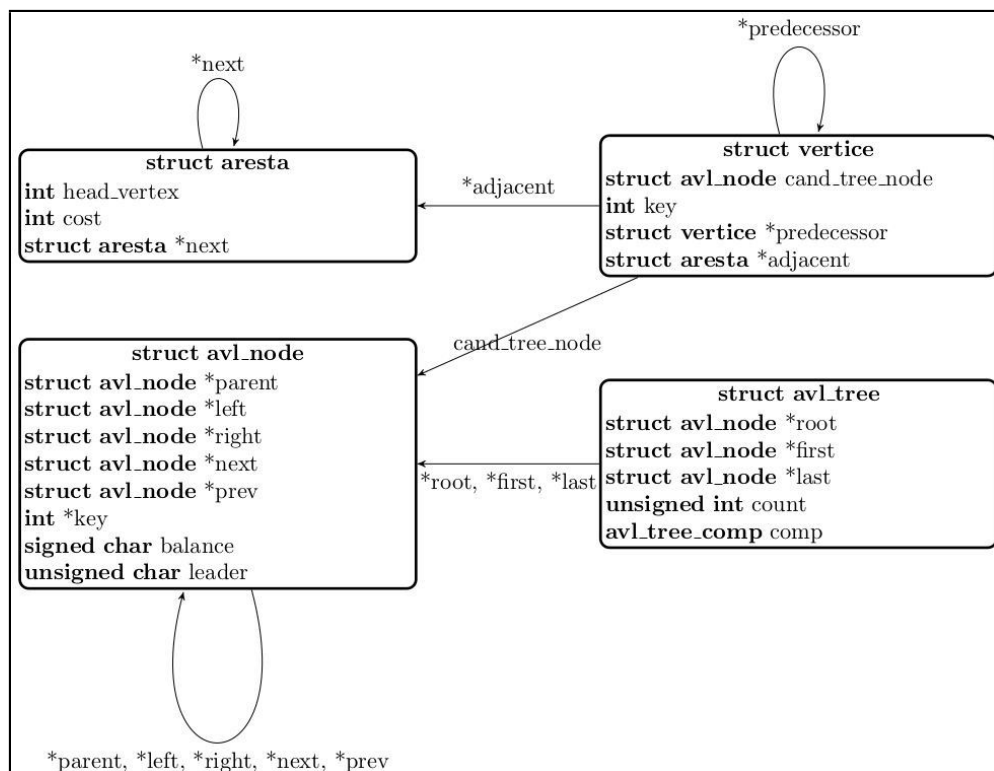 *predecessor
*next
struct aresta
int head_vertex
int cost
struct aresta *next
*adjacent
struct vertice
struct avl_node cand_tree_node
int key
struct vertice *predecessor
struct aresta *adjacent
cand_tree_node
struct avl_node
struct avl_node *parent
struct avl_node *left
struct avl_node *right
struct avl_node *next
struct avl_node *prev
int *key
signed char balance
unsigned char leader
*root, *first, *last
struct avl_tree
struct avl_node *root
struct avl_node *first
struct avl_node *last
unsigned int count
avl_tree_comp comp
*parent, *left, *right, *next, *prev